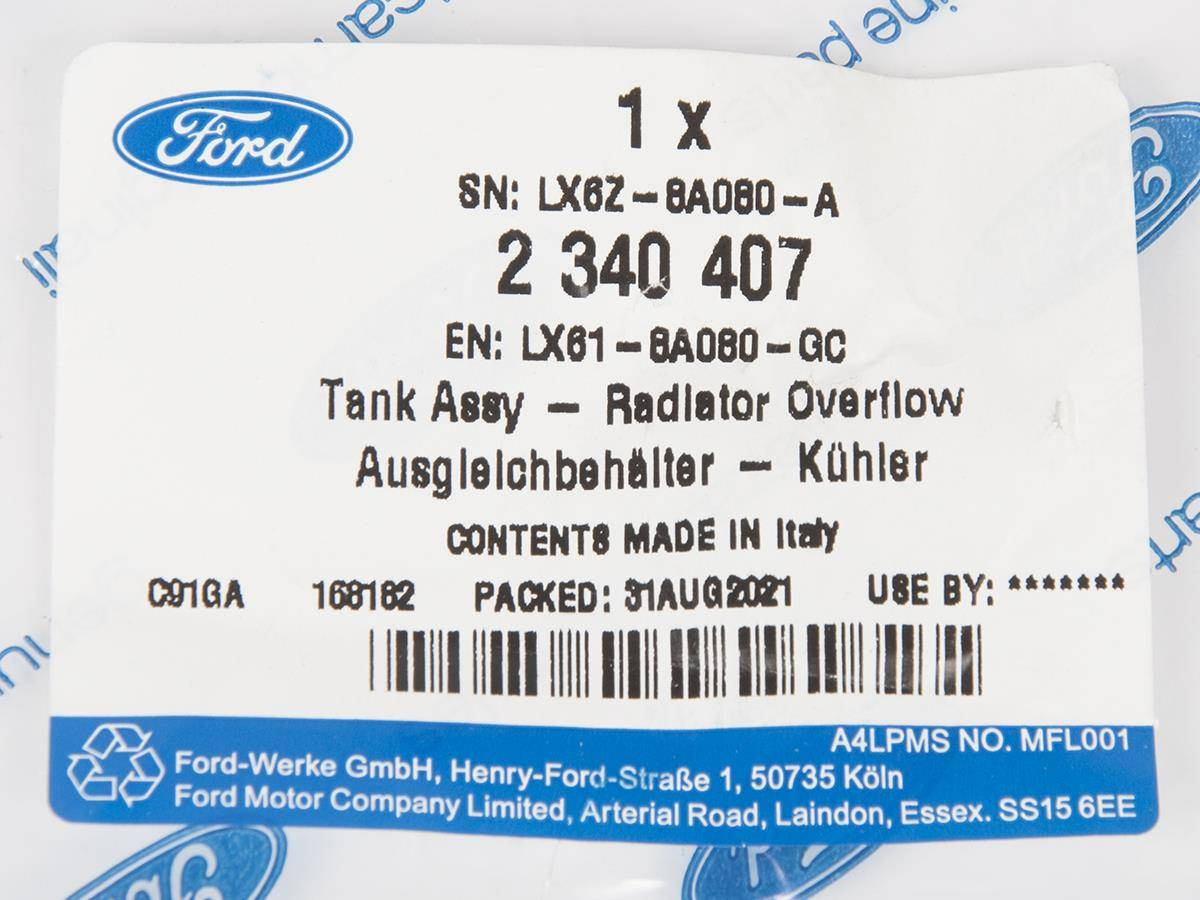 Ford
1 x
SN: LX6Z-8A080-A
2 340 407
EN: LX61-8A080-GC
Tank Assy - Radiator Overflow
Ausgleichbehälter - Kühler
CONTENTS MADE IN Italy
C91GA 168182 PACKED: 31AUG2021 USE BY: *******
A4LPMS NO. MFL001
Ford-Werke GmbH, Henry-Ford-Straße 1, 50735 Köln
Ford Motor Company Limited, Arterial Road, Laindon, Essex. SS15 6EE